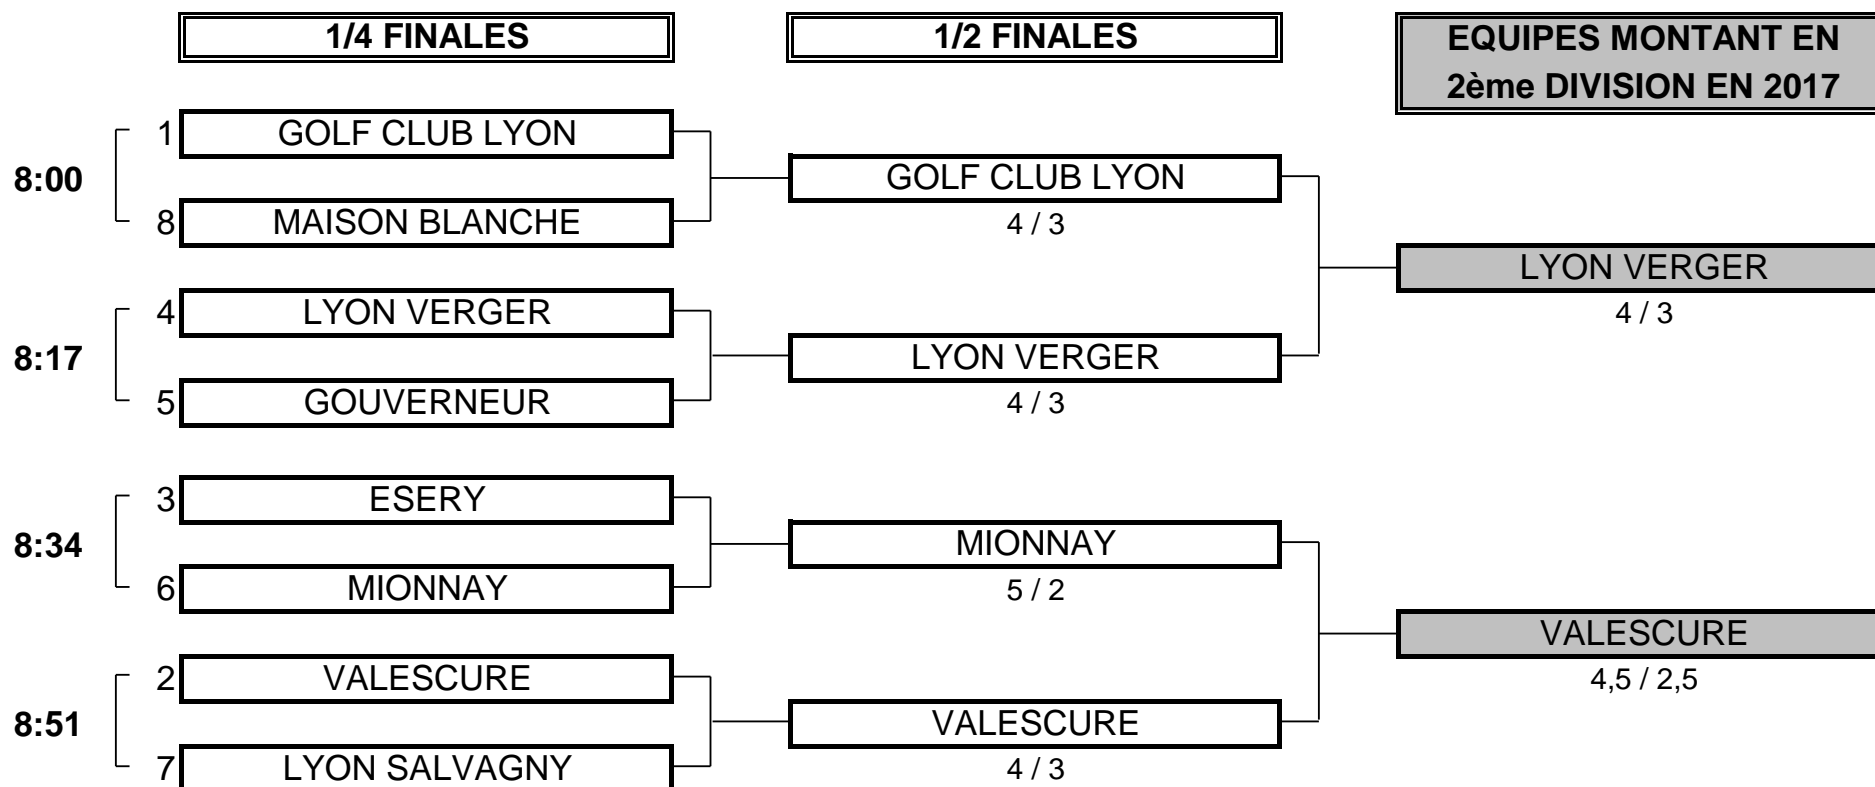 1/4 FINALES
1/2 FINALES
EQUIPES MONTANT EN
2ème DIVISION EN 2017
8:00
1 GOLF CLUB LYON
8 MAISON BLANCHE
GOLF CLUB LYON
4 / 3
8:17
4 LYON VERGER
5 GOUVERNEUR
LYON VERGER
4 / 3
LYON VERGER
4 / 3
8:34
3 ESERY
6 MIONNAY
MIONNAY
5 / 2
8:51
2 VALESCURE
7 LYON SALVAGNY
VALESCURE
4 / 3
VALESCURE
4,5 / 2,5